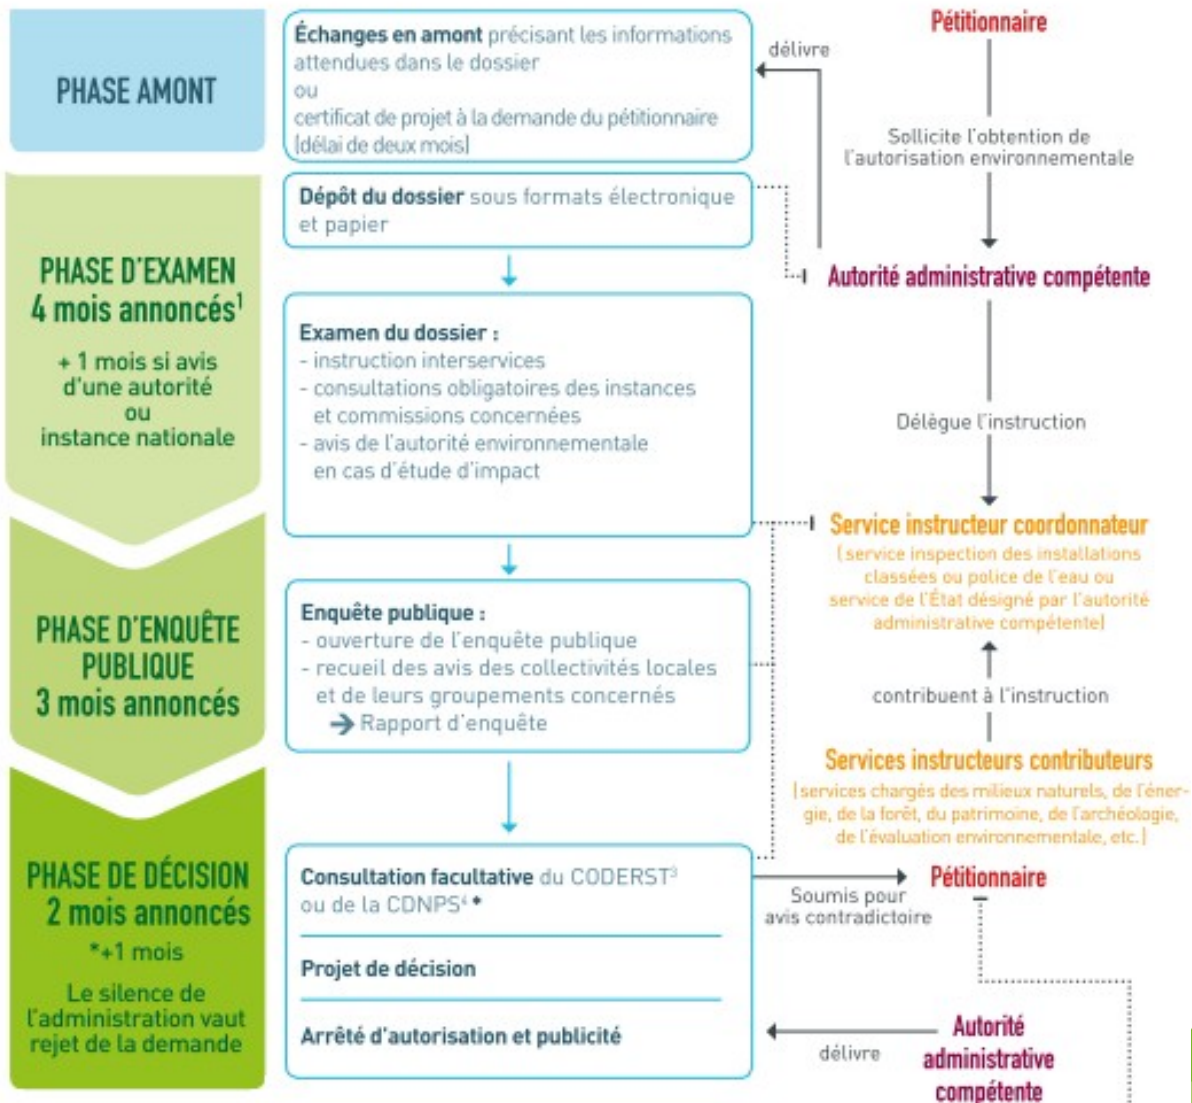 PHASE AMONT
Échanges en amont précisant les informations
attendues dans le dossier
ou
certificat de projet à la demande du pétitionnaire
(délai de deux mois)
délivre
Pétitionnaire
Sollicite l'obtention de
l'autorisation environnementale
PHASE D'EXAMEN
4 mois annoncés¹
+ 1 mois si avis
d'une autorité
ou
instance nationale
Dépôt du dossier sous formats électronique
et papier
Autorité administrative compétente
Examen du dossier :
- instruction interservices
- consultations obligatoires des instances
et commissions concernées
- avis de l'autorité environnementale
en cas d'étude d'impact
Délègue l'instruction
Service instructeur coordonnateur
(service inspection des installations
classées ou police de l'eau ou
service de l'État désigné par l'autorité
administrative compétente)
PHASE D'ENQUÊTE
PUBLIQUE
3 mois annoncés
Enquête publique :
- ouverture de l'enquête publique
- recueil des avis des collectivités locales
et de leurs groupements concernés
→ Rapport d'enquête
contribuent à l'instruction
Services instructeurs contributeurs
(services chargés des milieux naturels, de l'éner-
gie, de la forêt, du patrimoine, de l'archéologie,
de l'évaluation environnementale, etc.)
PHASE DE DÉCISION
2 mois annoncés
*+1 mois
Le silence de
l'administration vaut
rejet de la demande
Consultation facultative du CODERST³
ou de la CDNPS⁴ *
Projet de décision
Arrêté d'autorisation et publicité
Soumis pour
avis contradictoire
Pétitionnaire
délivre
Autorité
administrative
compétente